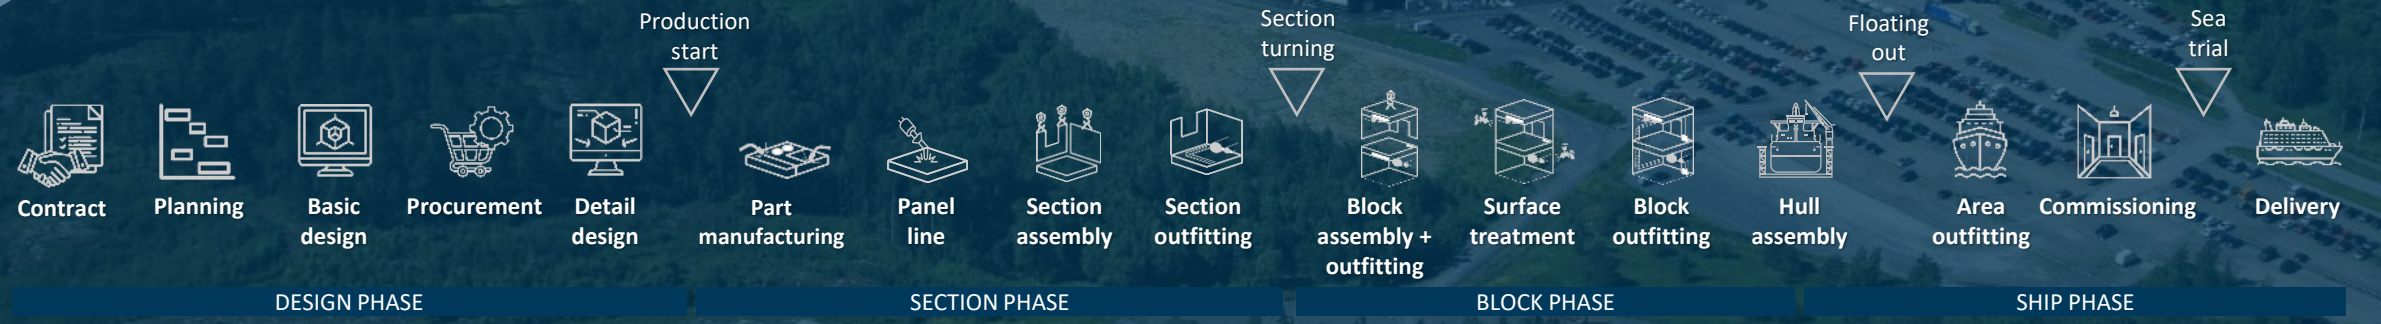 Production
start
Section
turning
Floating
out
Sea
trial
Contract
Planning
Basic
design
Procurement
Detail
design
Part
manufacturing
Panel
line
Section
assembly
Section
outfitting
Block
assembly +
outfitting
Surface
treatment
Block
outfitting
Hull
assembly
Area
outfitting
Commissioning
Delivery
DESIGN PHASE
SECTION PHASE
BLOCK PHASE
SHIP PHASE